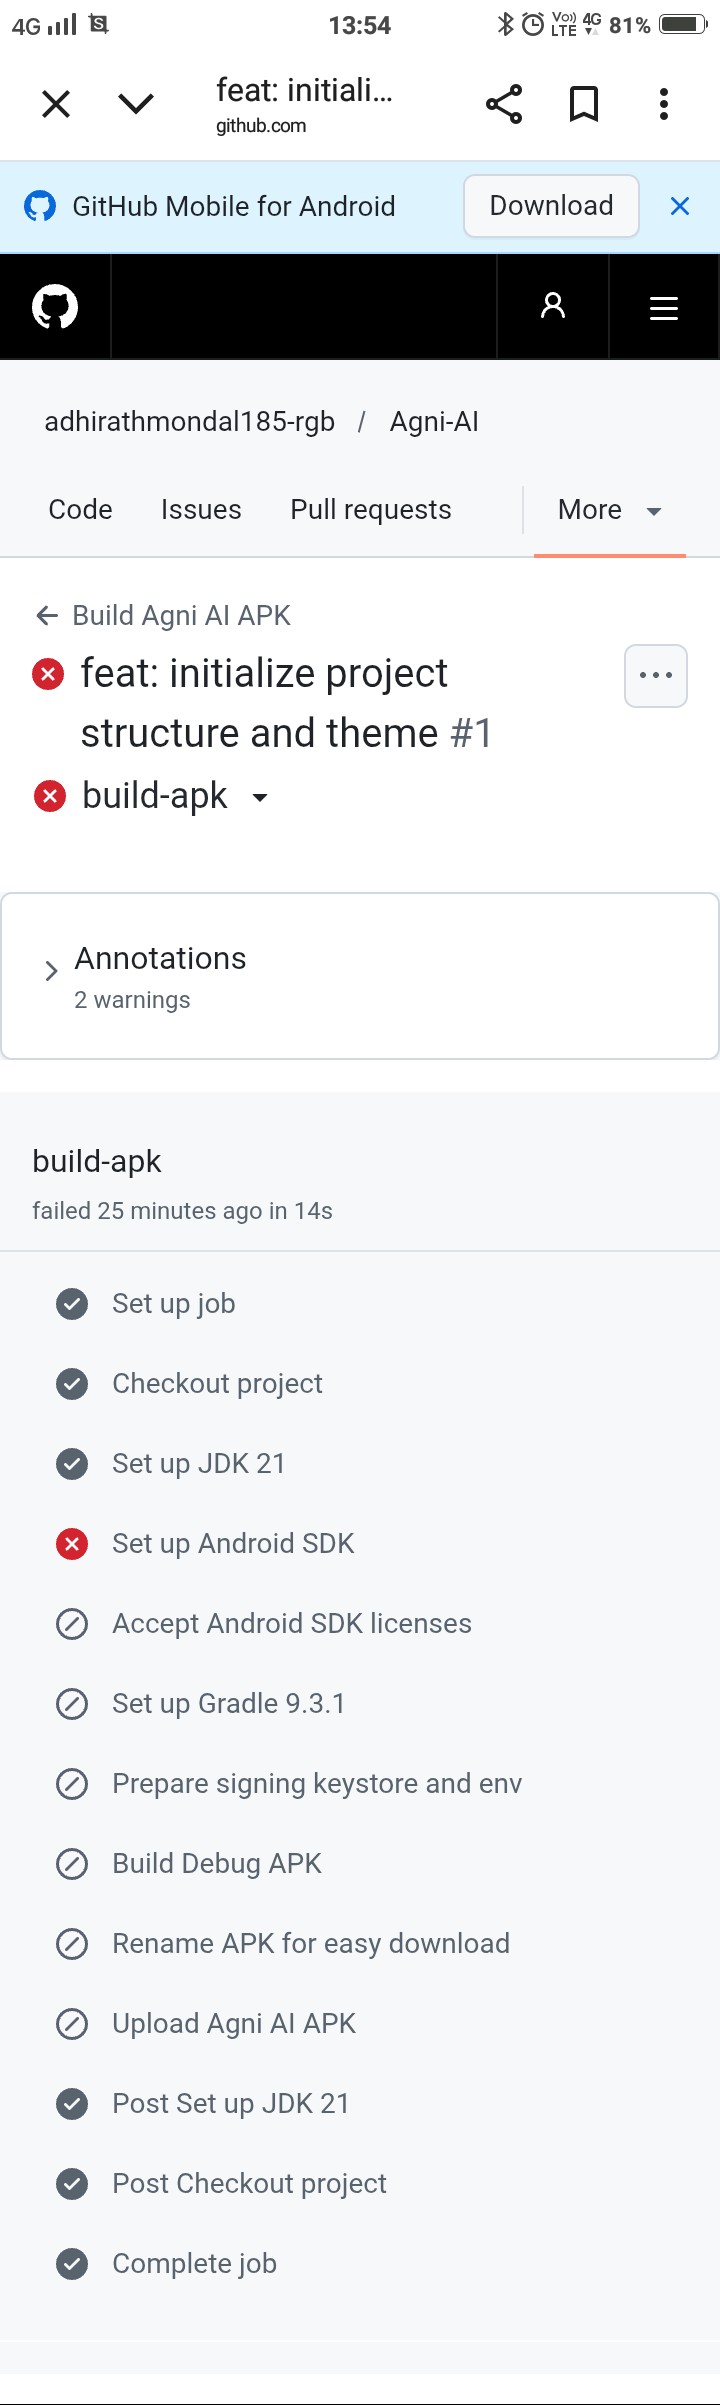 4G 13:54 Vo) LTE 4G 81%
feat: initiali...
github.com
GitHub Mobile for Android Download
adhirathmondal185-rgb / Agni-AI
Code Issues Pull requests More
Build Agni AI APK
feat: initialize project
structure and theme #1
build-apk
Annotations
2 warnings
build-apk
failed 25 minutes ago in 14s
Set up job
Checkout project
Set up JDK 21
Set up Android SDK
Accept Android SDK licenses
Set up Gradle 9.3.1
Prepare signing keystore and env
Build Debug APK
Rename APK for easy download
Upload Agni AI APK
Post Set up JDK 21
Post Checkout project
Complete job